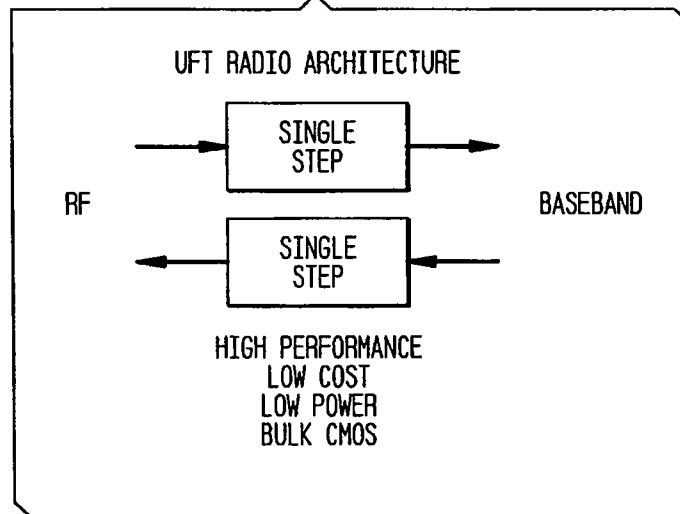 UFT RADIO ARCHITECTURE
SINGLE
STEP
RF
BASEBAND
SINGLE
STEP
HIGH PERFORMANCE
LOW COST
LOW POWER
BULK CMOS